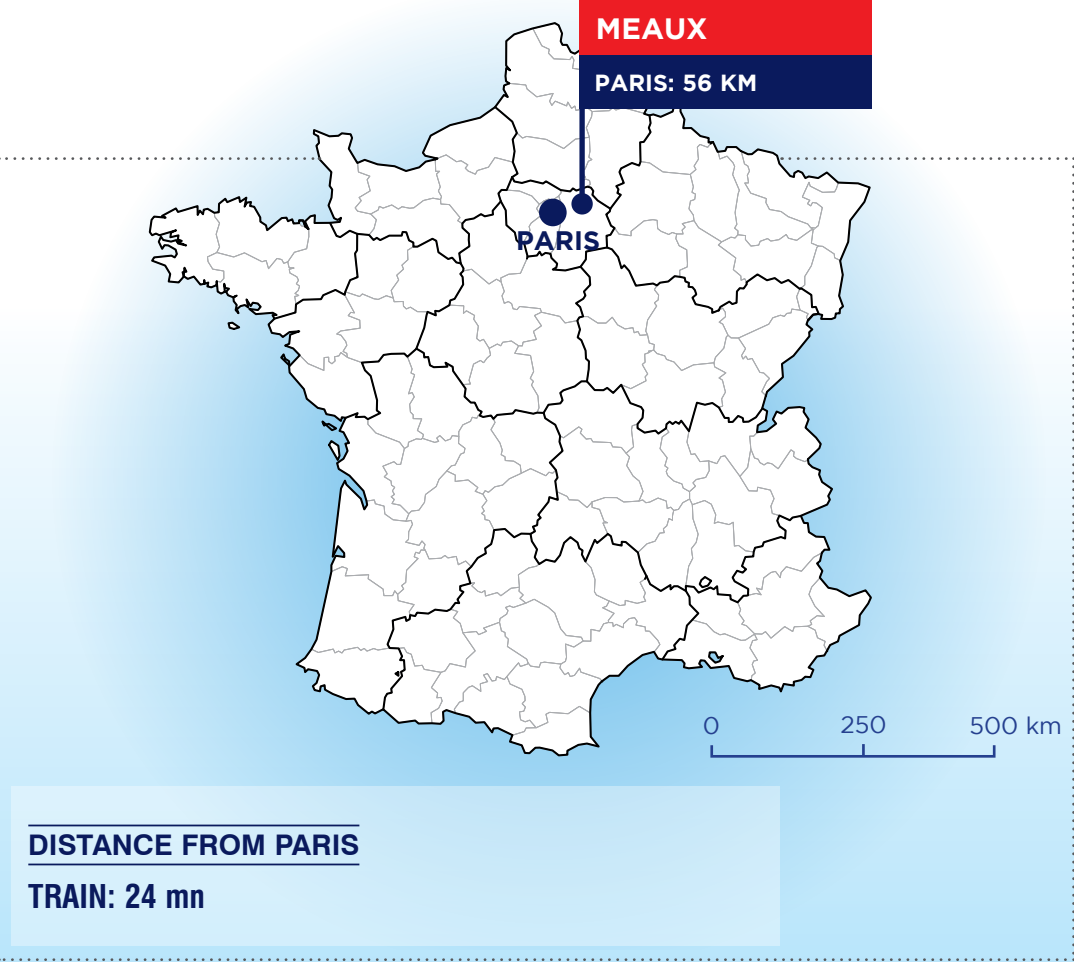 MEAUX
PARIS: 56 KM
PARIS
0 250 500 km
DISTANCE FROM PARIS
TRAIN: 24 mn